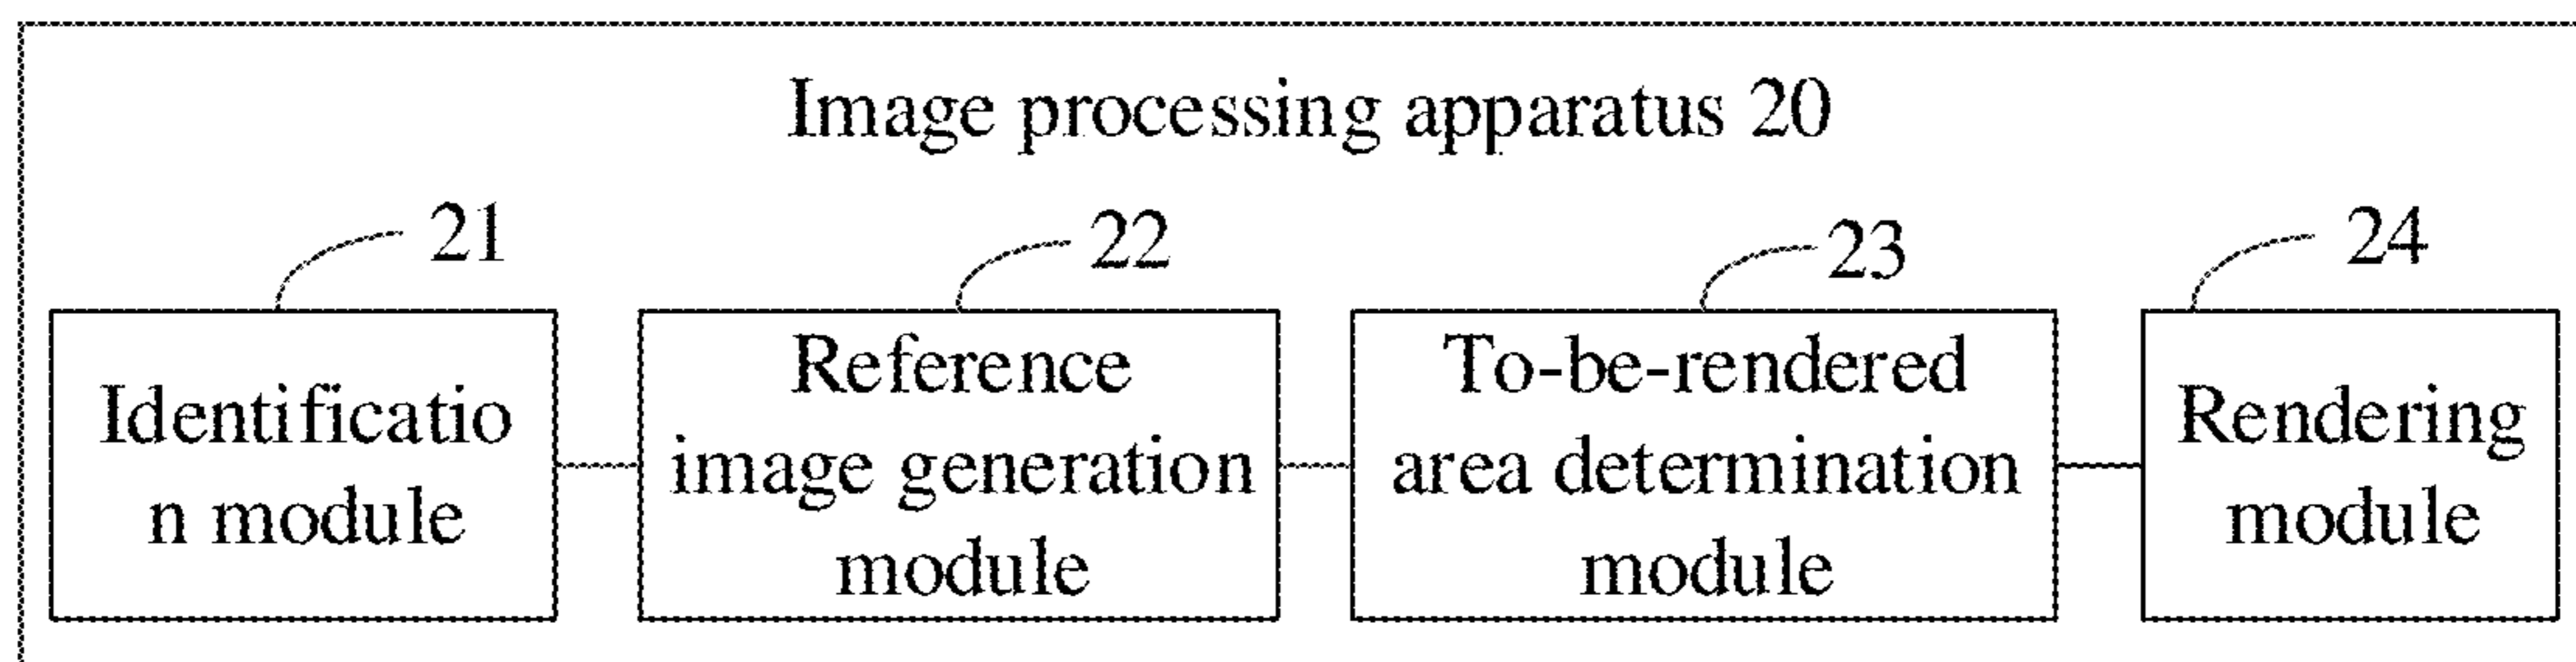 Image processing apparatus 20
21
22
23
24
Identificatio
n module
Reference
image generation
module
To-be-rendered
area determination
module
Rendering
module